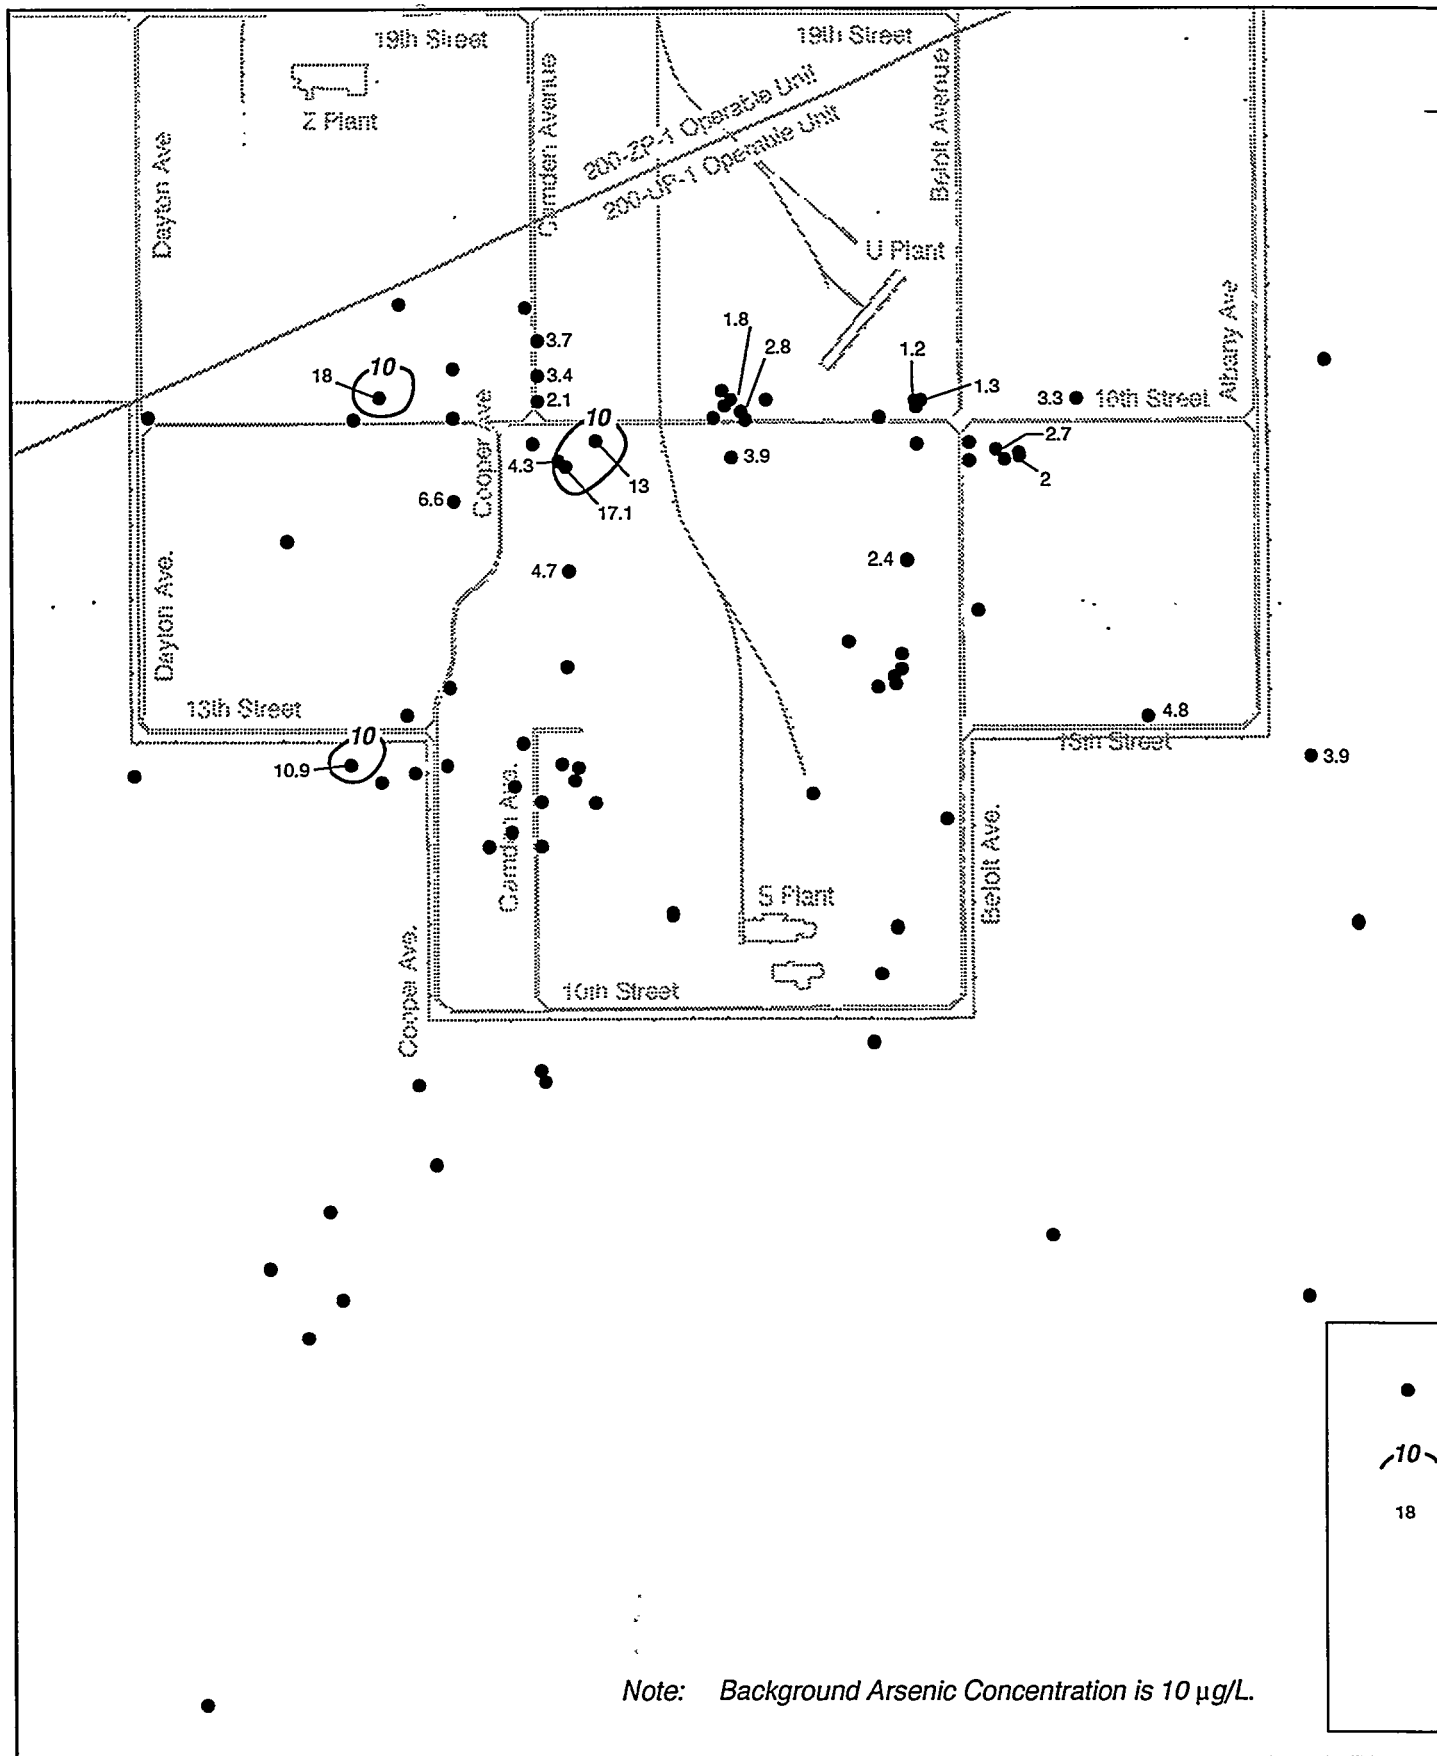 19th Street
19th Street
Z Plant
Dayton Ave
Camden Avenue
Beloit Avenue
200-ZP-1 Operable Unit
200-UP-1 Operable Unit
U Plant
Albany Ave
3.7
3.4
2.1
1.8
2.8
1.2
1.3
3.3
16th Street
10
18
10
4.3
13
17.1
3.9
2.7
2
Cooper Ave
6.6
4.7
2.4
Dayton Ave.
13th Street
4.8
13th Street
10
10.9
3.9
Camden Ave.
Beloit Ave.
S Plant
Cooper Ave.
10th Street
10
18
Note: Background Arsenic Concentration is 10 µg/L.